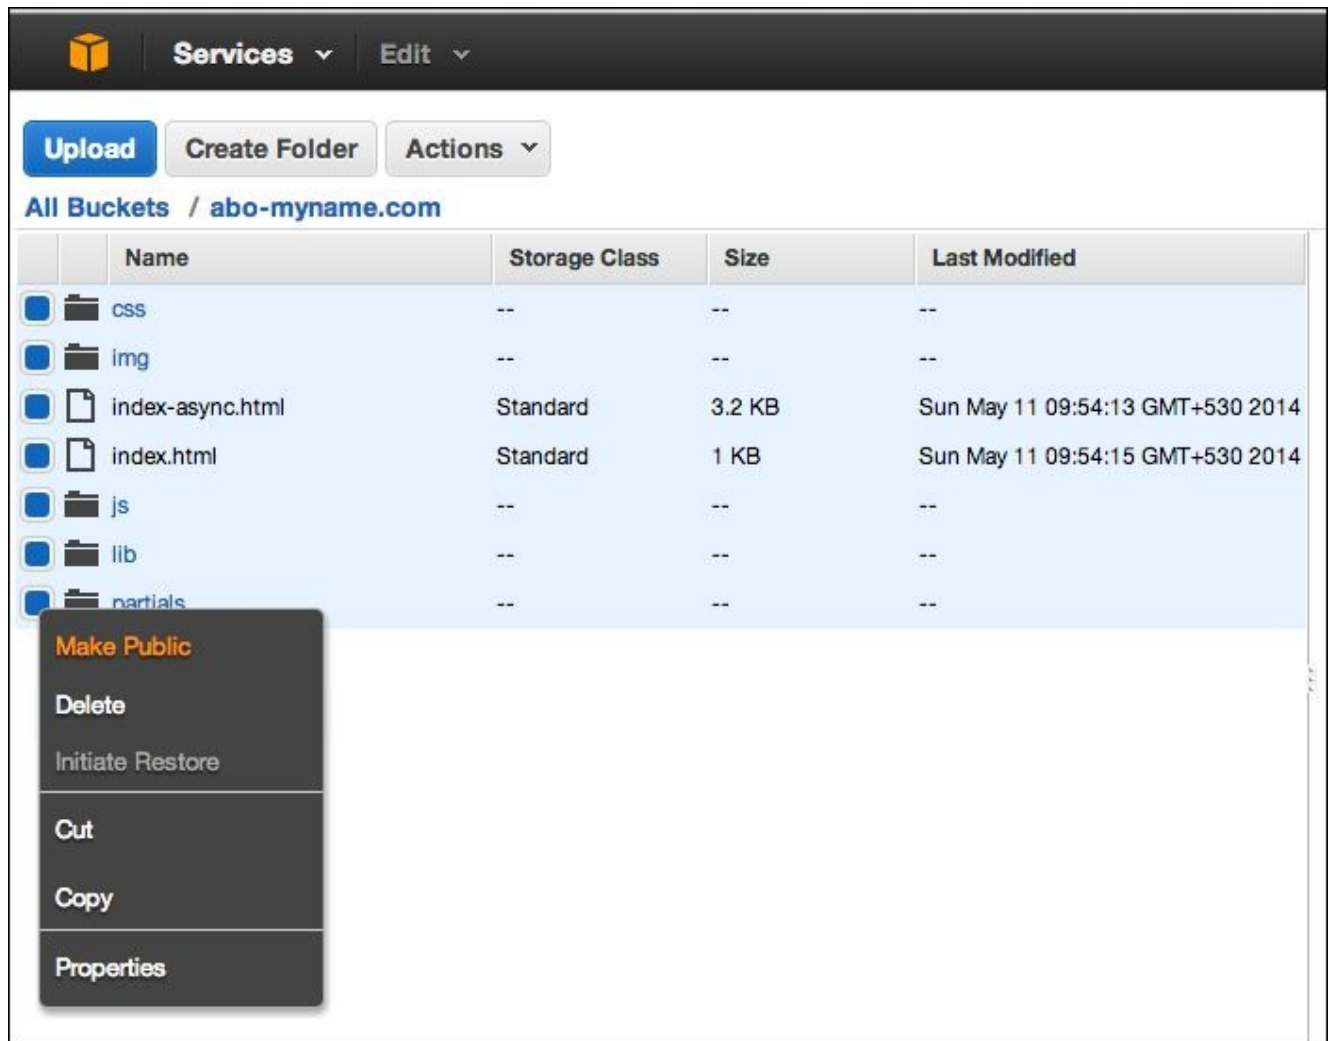 Services Edit
Upload Create Folder Actions
All Buckets / abo-myname.com
Name Storage Class Size Last Modified
css -- -- --
img -- -- --
index-async.html Standard 3.2 KB Sun May 11 09:54:13 GMT+530 2014
index.html Standard 1 KB Sun May 11 09:54:15 GMT+530 2014
js -- -- --
lib -- -- --
partials -- -- --
Make Public
Delete
Initiate Restore
Cut
Copy
Properties